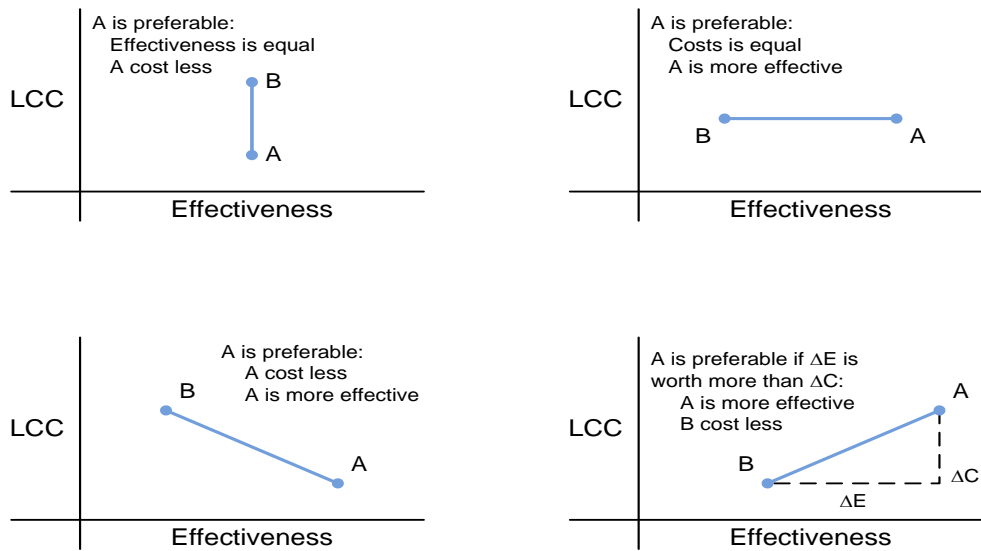 A is preferable:
Effectiveness is equal
A cost less
B
LCC
A
Effectiveness
A is preferable:
Costs is equal
A is more effective
LCC
B
A
Effectiveness
A is preferable:
A cost less
A is more effective
B
LCC
A
Effectiveness
A is preferable if ΔE is
worth more than ΔC:
A is more effective
B cost less
A
LCC
B
ΔC
ΔE
Effectiveness